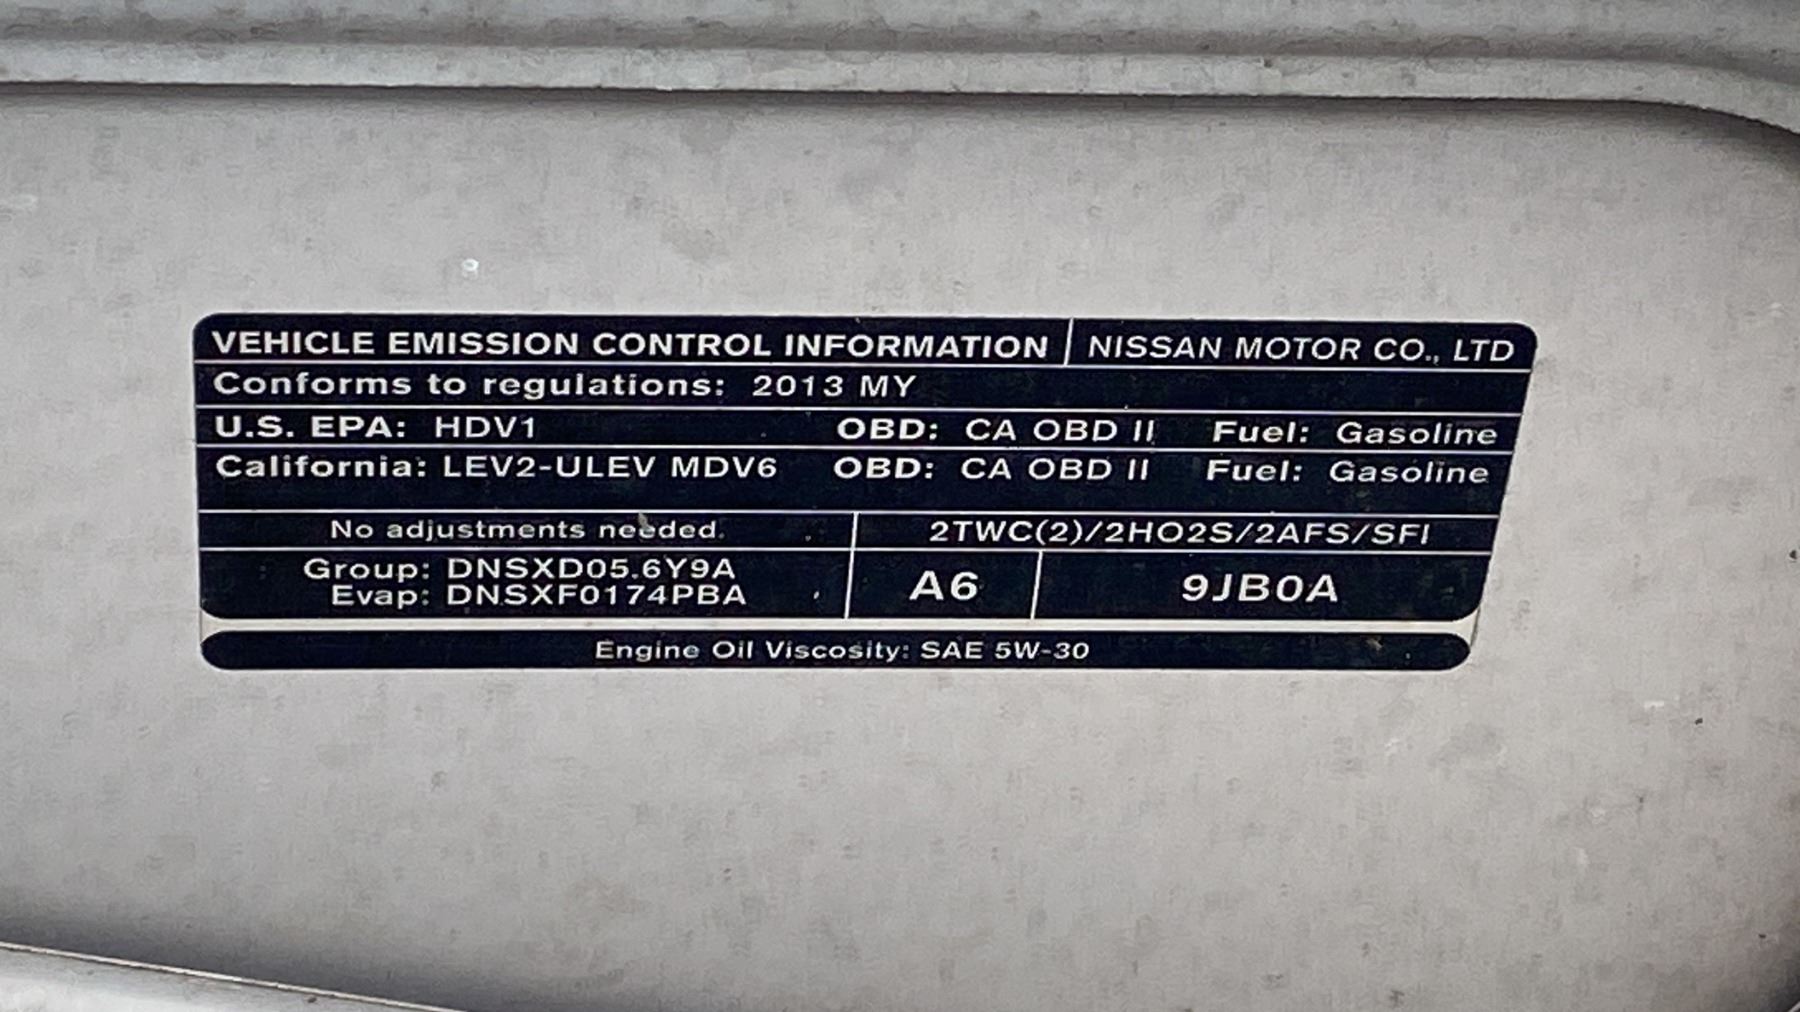 VEHICLE EMISSION CONTROL INFORMATION NISSAN MOTOR CO., LTD
Conforms to regulations: 2013 MY
U.S. EPA: HDV1 OBD: CA OBD II Fuel: Gasoline
California: LEV2-ULEV MDV6 OBD: CA OBD II Fuel: Gasoline
No adjustments needed. 2TWC(2)/2HO2S/2AFS/SFI
Group: DNSXD05.6Y9A
Evap: DNSXF0174PBA
A6 9JB0A
Engine Oil Viscosity: SAE 5W-30